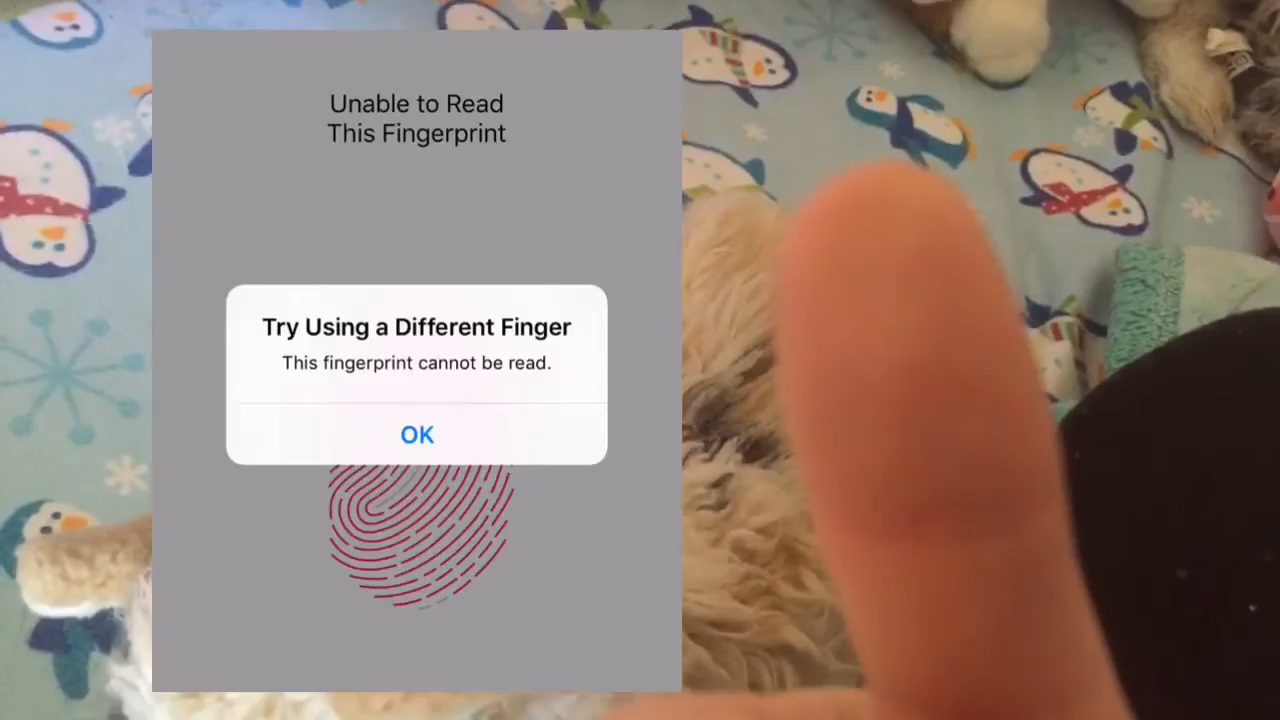 Unable to Read
This Fingerprint
Try Using a Different Finger
This fingerprint cannot be read.
OK